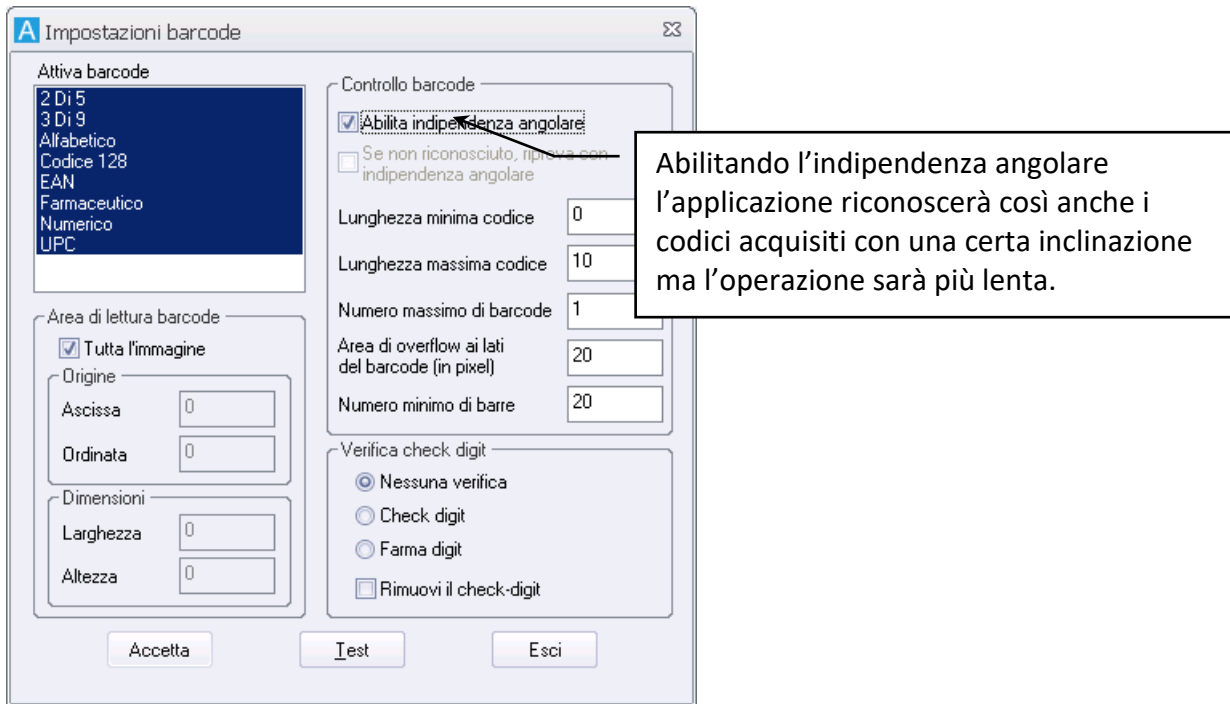 A Impostazioni barcode
Attiva barcode
2 Di 5
3 Di 9
Alfabetico
Codice 128
EAN
Farmaceutico
Numerico
UPC
Area di lettura barcode
Tutta l'immagine
Origine
Ascissa 0
Ordinata 0
Dimensioni
Larghezza 0
Altezza 0
Controllo barcode
Abilita indipendenza angolare
Se non riconosciuto, riprova con
indipendenza angolare
Lunghezza minima codice 0
Lunghezza massima codice 10
Numero massimo di barcode 1
Area di overflow ai lati
del barcode (in pixel) 20
Numero minimo di barre 20
Verifica check digit
Nessuna verifica
Check digit
Farma digit
Rimuovi il check-digit
Accetta Test Esci
Abilitando l’indipendenza angolare
l’applicazione riconoscerà così anche i
codici acquisiti con una certa inclinazione
ma l’operazione sarà più lenta.